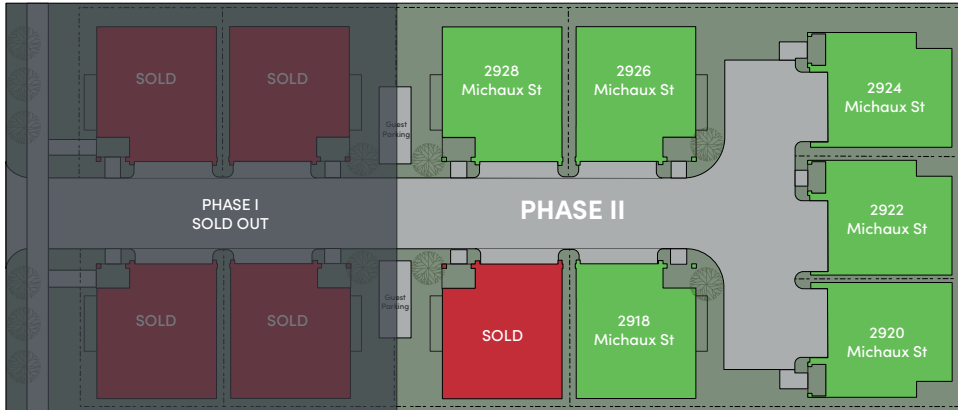 SOLD
SOLD
2928
Michaux St
2926
Michaux St
2924
Michaux St
Guest
Parking
PHASE I
SOLD OUT
PHASE II
2922
Michaux St
Guest
Parking
SOLD
SOLD
SOLD
2918
Michaux St
2920
Michaux St